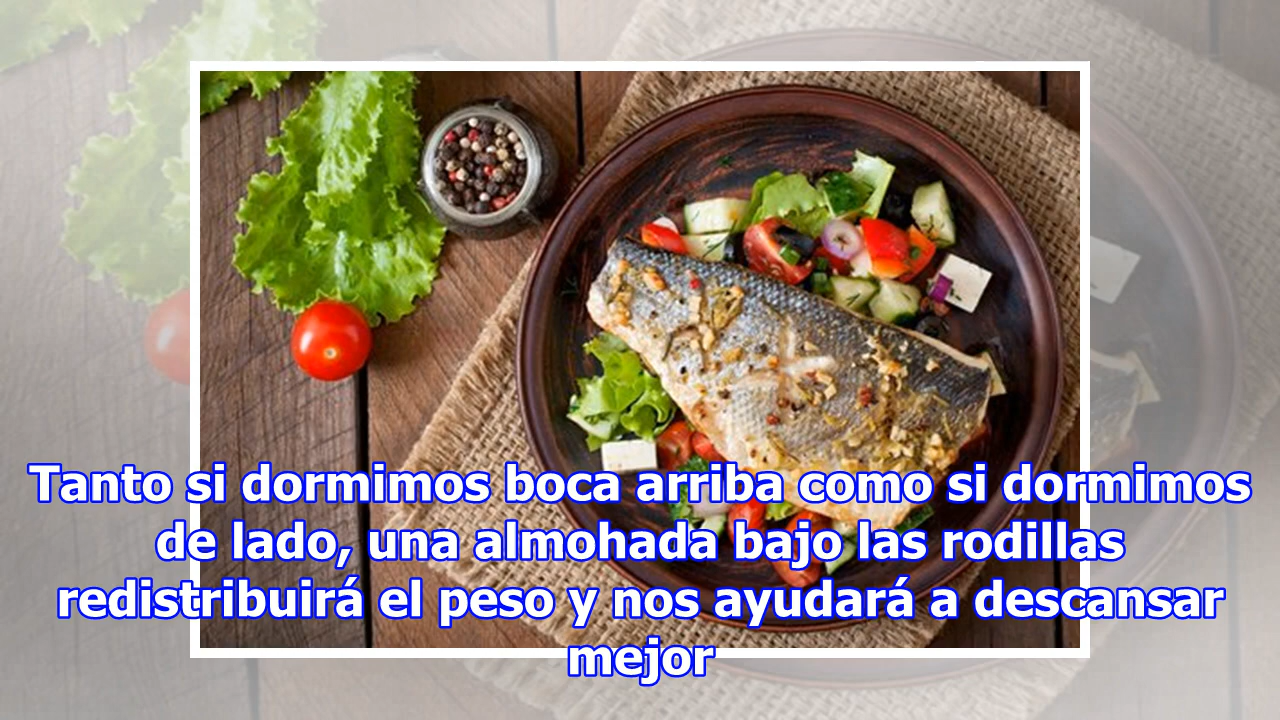 Tanto si dormimos boca arriba como si dormimos
de lado, una almohada bajo las rodillas
redistribuirá el peso y nos ayudará a descansar
mejor